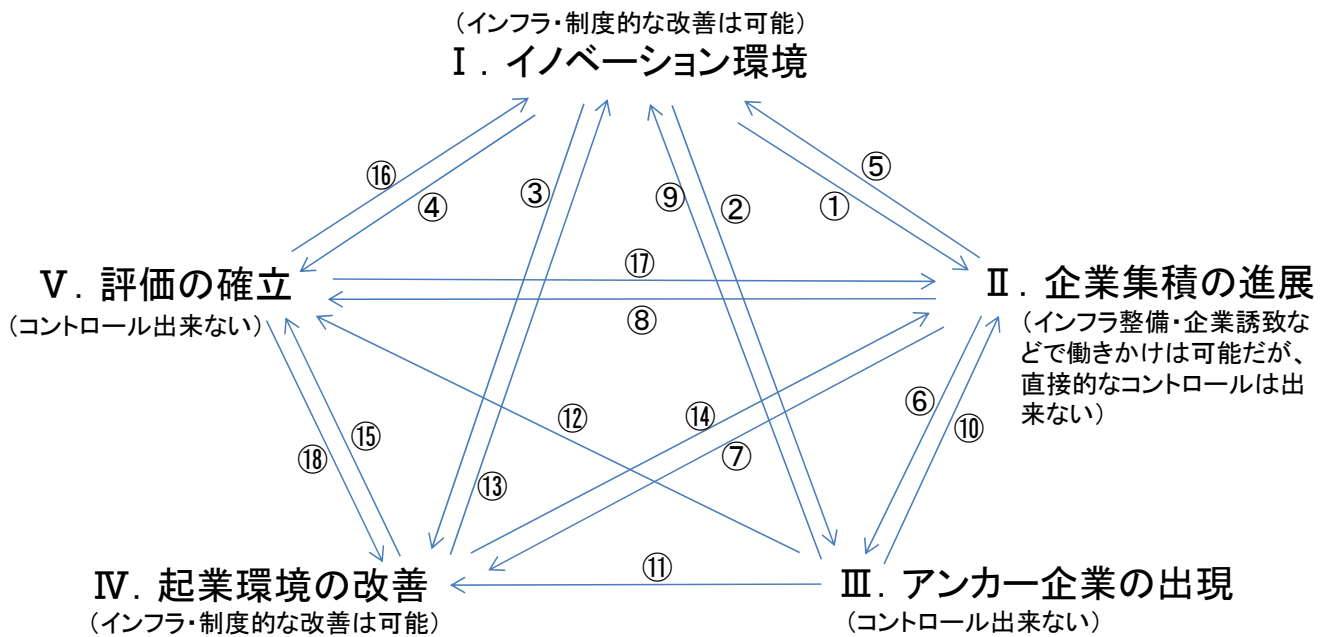 （インフラ・制度的な改善は可能）
Ⅰ．イノベーション環境
⑯
④
③
⑨
②
⑤
①
Ⅴ．評価の確立
（コントロール出来ない）
⑰
⑧
Ⅱ．企業集積の進展
（インフラ整備・企業誘致な
どで働きかけは可能だが、
直接的なコントロールは出
来ない）
⑱
⑮
⑫
⑬
⑭
⑦
⑥
⑩
Ⅳ．起業環境の改善
（インフラ・制度的な改善は可能）
⑪
Ⅲ．アンカー企業の出現
（コントロール出来ない）